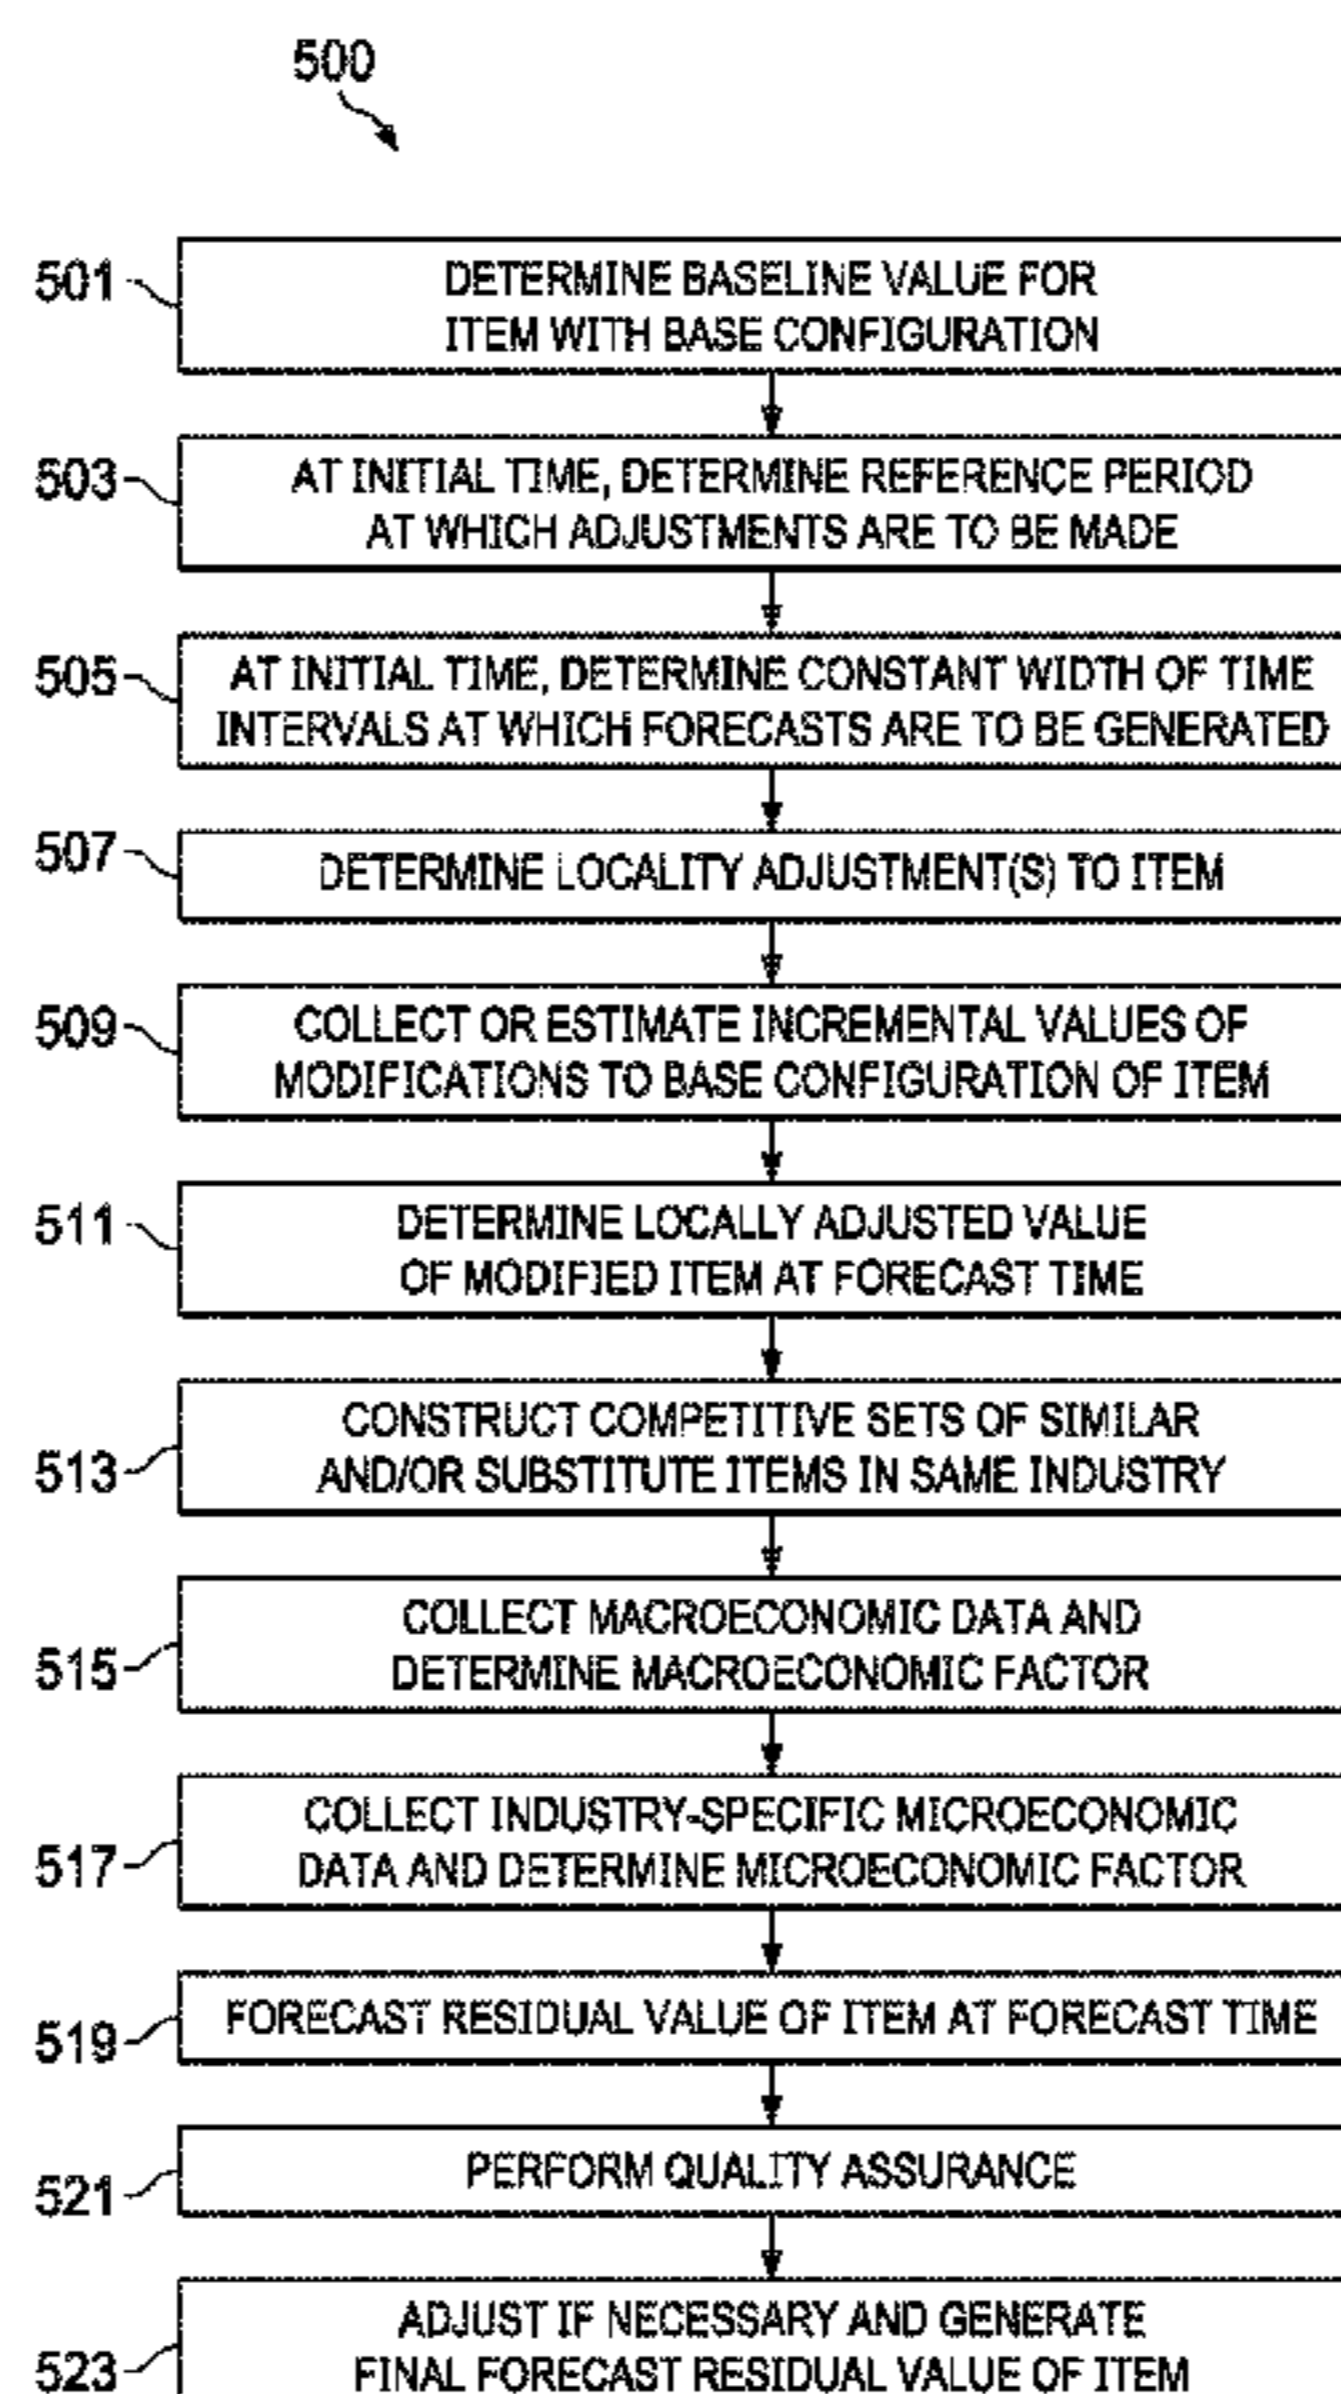 500
501
DETERMINE BASELINE VALUE FOR
ITEM WITH BASE CONFIGURATION
503
AT INITIAL TIME, DETERMINE REFERENCE PERIOD
AT WHICH ADJUSTMENTS ARE TO BE MADE
505
AT INITIAL TIME, DETERMINE CONSTANT WIDTH OF TIME
INTERVALS AT WHICH FORECASTS ARE TO BE GENERATED
507
DETERMINE LOCALITY ADJUSTMENT(S) TO ITEM
509
COLLECT OR ESTIMATE INCREMENTAL VALUES OF
MODIFICATIONS TO BASE CONFIGURATION OF ITEM
511
DETERMINE LOCALLY ADJUSTED VALUE
OF MODIFIED ITEM AT FORECAST TIME
513
CONSTRUCT COMPETITIVE SETS OF SIMILAR
AND/OR SUBSTITUTE ITEMS IN SAME INDUSTRY
515
COLLECT MACROECONOMIC DATA AND
DETERMINE MACROECONOMIC FACTOR
517
COLLECT INDUSTRY-SPECIFIC MICROECONOMIC
DATA AND DETERMINE MICROECONOMIC FACTOR
519
FORECAST RESIDUAL VALUE OF ITEM AT FORECAST TIME
521
PERFORM QUALITY ASSURANCE
523
ADJUST IF NECESSARY AND GENERATE
FINAL FORECAST RESIDUAL VALUE OF ITEM